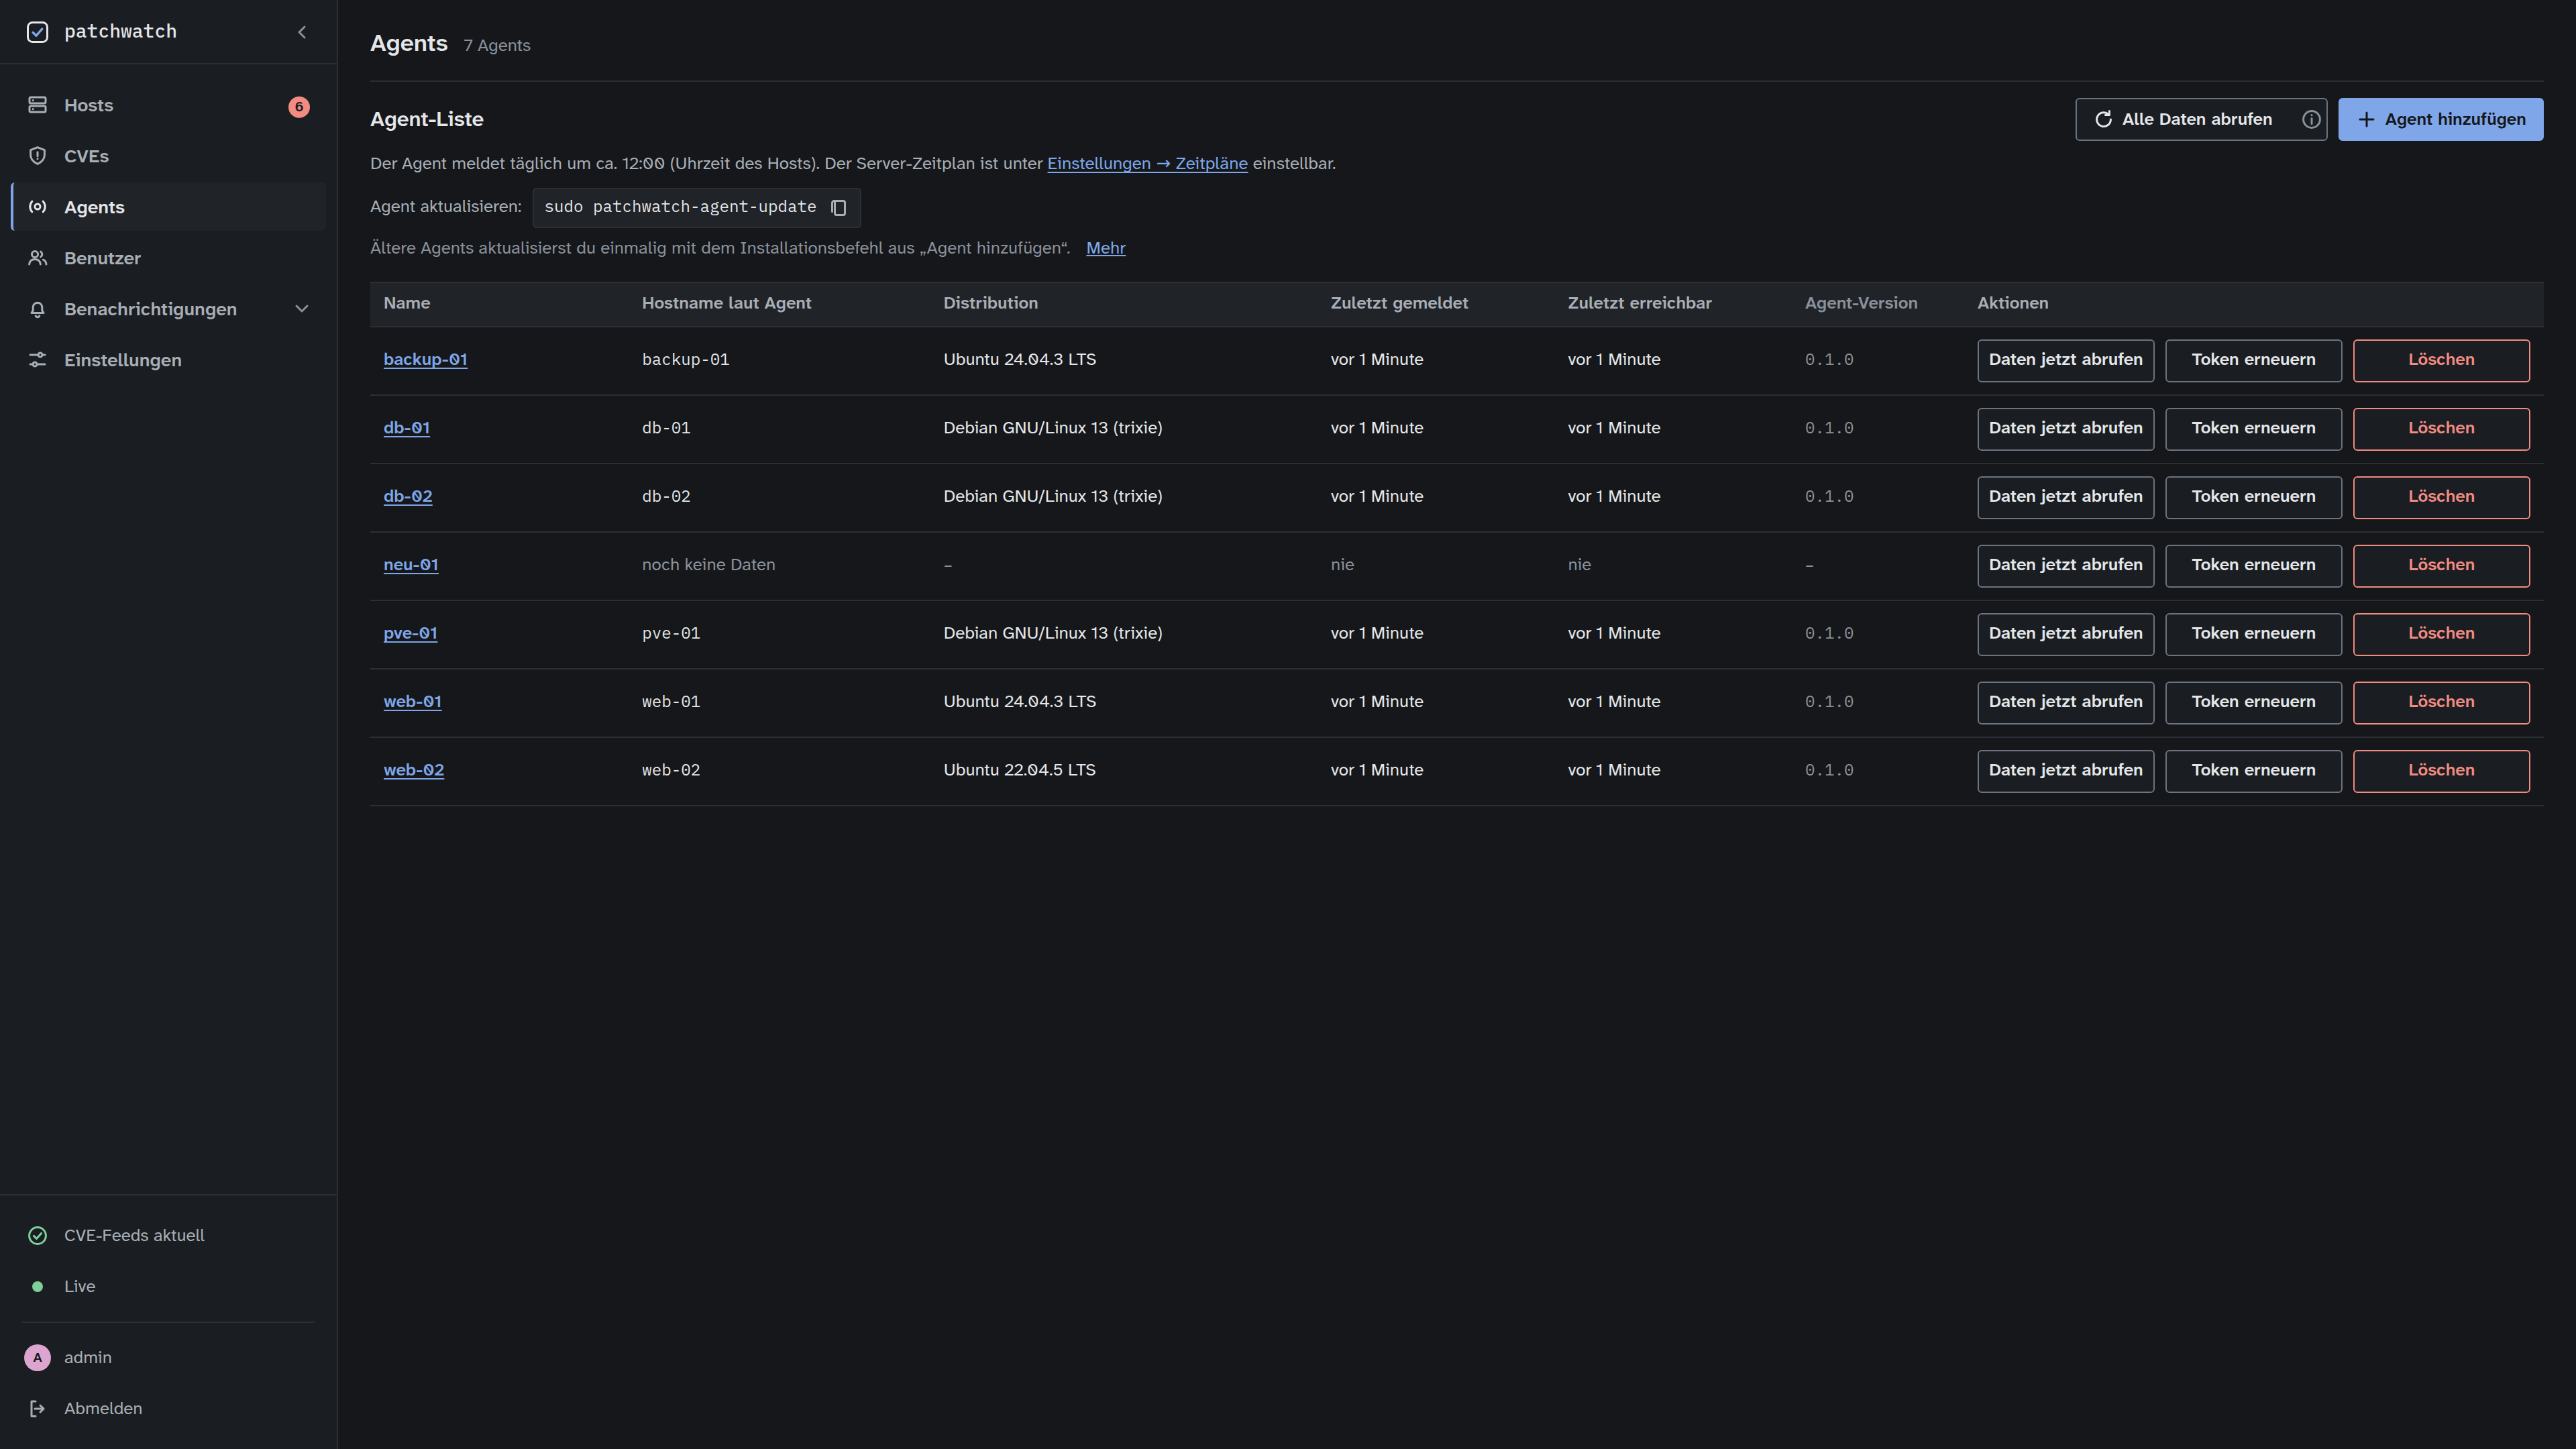 patchwatch
Hosts 6
CVEs
Agents
Benutzer
Benachrichtigungen
Einstellungen
CVE-Feeds aktuell
Live
A admin
Abmelden
Agents 7 Agents
Agent-Liste
Alle Daten abrufen
Agent hinzufügen
Der Agent meldet täglich um ca. 12:00 (Uhrzeit des Hosts). Der Server-Zeitplan ist unter Einstellungen → Zeitpläne einstellbar.
Agent aktualisieren: sudo patchwatch-agent-update
Ältere Agents aktualisierst du einmalig mit dem Installationsbefehl aus „Agent hinzufügen“. Mehr
Name Hostname laut Agent Distribution Zuletzt gemeldet Zuletzt erreichbar Agent-Version Aktionen
backup-01 backup-01 Ubuntu 24.04.3 LTS vor 1 Minute vor 1 Minute 0.1.0 Daten jetzt abrufen Token erneuern Löschen
db-01 db-01 Debian GNU/Linux 13 (trixie) vor 1 Minute vor 1 Minute 0.1.0 Daten jetzt abrufen Token erneuern Löschen
db-02 db-02 Debian GNU/Linux 13 (trixie) vor 1 Minute vor 1 Minute 0.1.0 Daten jetzt abrufen Token erneuern Löschen
neu-01 noch keine Daten – nie nie – Daten jetzt abrufen Token erneuern Löschen
pve-01 pve-01 Debian GNU/Linux 13 (trixie) vor 1 Minute vor 1 Minute 0.1.0 Daten jetzt abrufen Token erneuern Löschen
web-01 web-01 Ubuntu 24.04.3 LTS vor 1 Minute vor 1 Minute 0.1.0 Daten jetzt abrufen Token erneuern Löschen
web-02 web-02 Ubuntu 22.04.5 LTS vor 1 Minute vor 1 Minute 0.1.0 Daten jetzt abrufen Token erneuern Löschen